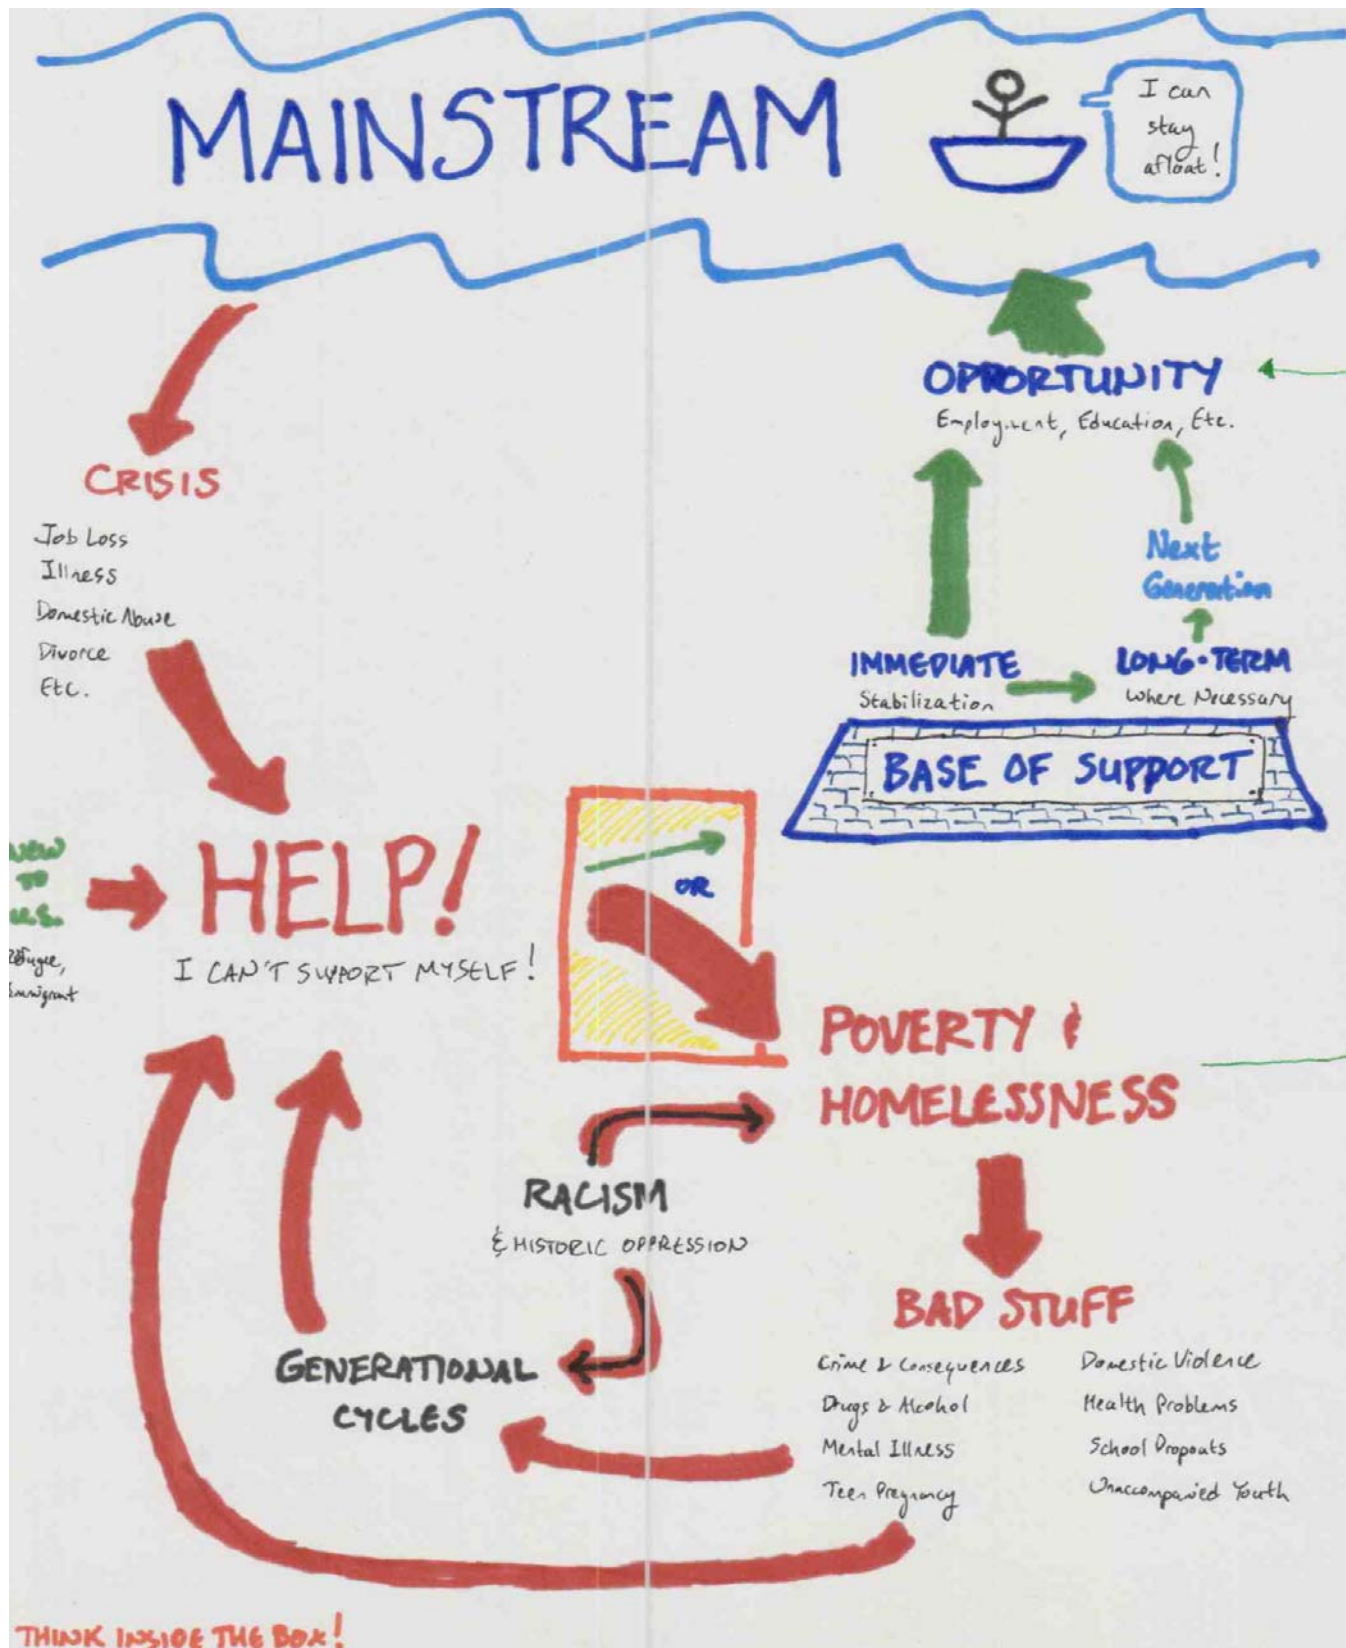 MAINSTREAM
I can
stay
afloat!
OPPORTUNITY
Employment, Education, Etc.
CRISIS
Job Loss
Illness
Domestic Abuse
Divorce
Etc.
Next
Generation
IMMEDIATE
Stabilization
LONG-TERM
Where Necessary
BASE OF SUPPORT
NEW
TO
U.S.
Immigrant
HELP!
I CAN'T SUPPORT MYSELF!
OR
POVERTY &
HOMELESSNESS
RACISM
& HISTORIC OPPRESSION
GENERATIONAL
CYCLES
BAD STUFF
Crime & Consequences
Drugs & Alcohol
Mental Illness
Teen Pregnancy
Domestic Violence
Health Problems
School Dropouts
Unaccompanied Youth
THINK INSIDE THE BOX!